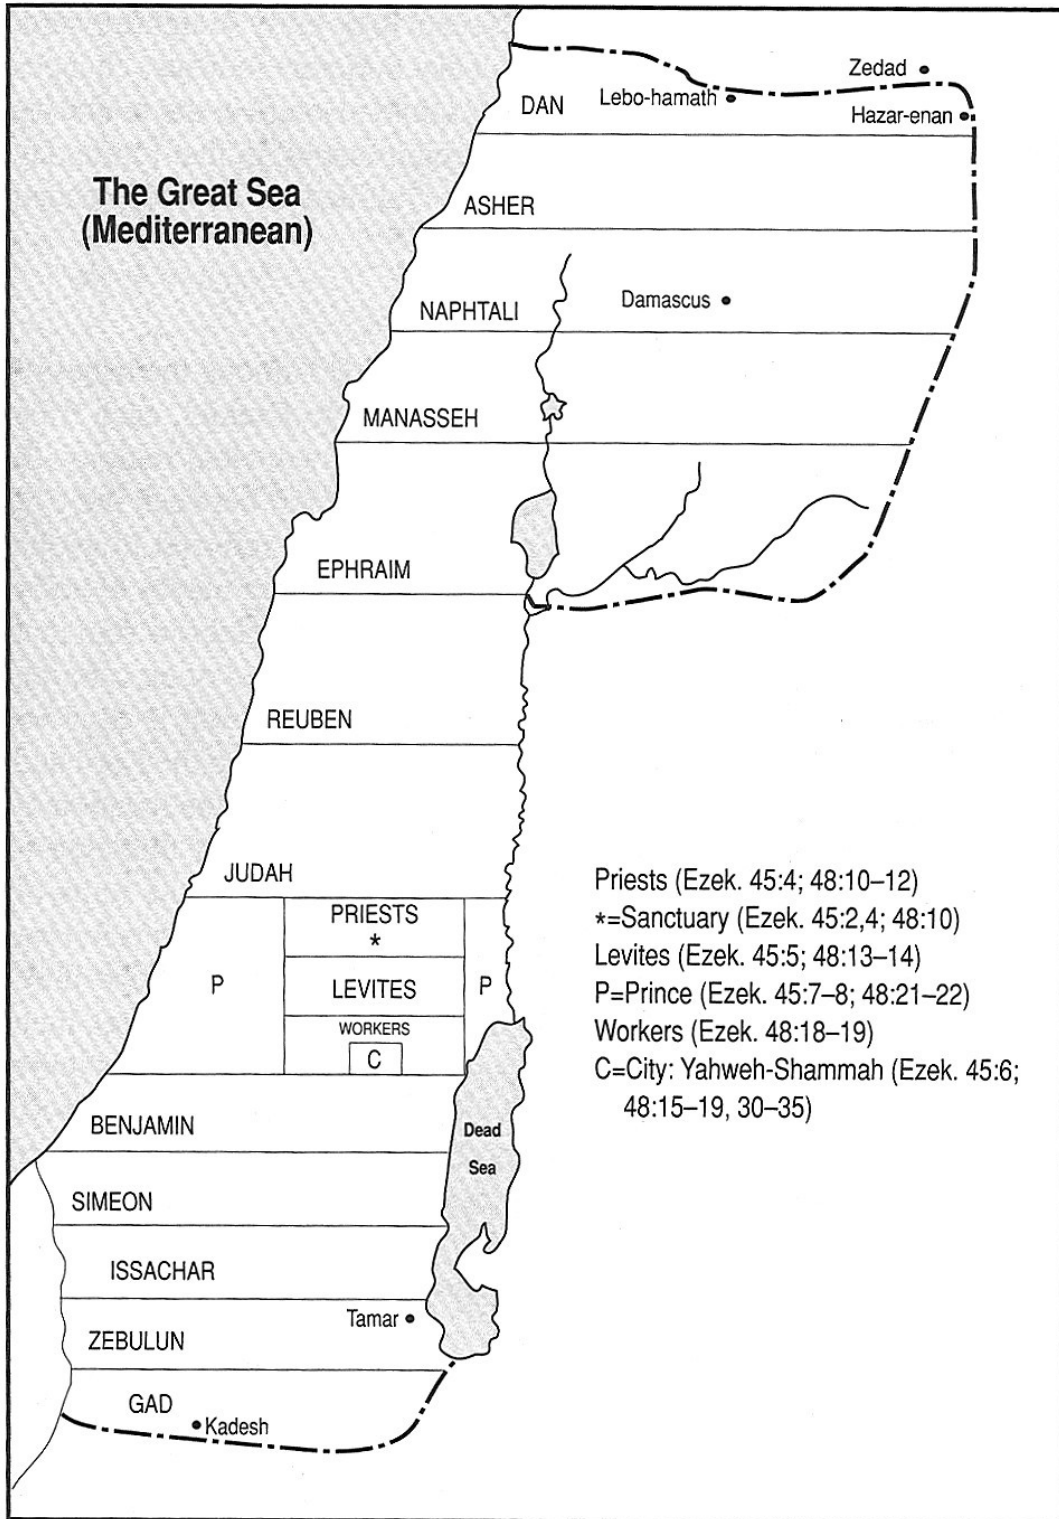 Zedad
DAN
Lebo-hamath
Hazar-enan
The Great Sea
(Mediterranean)
ASHER
NAPHTALI
Damascus
MANASSEH
EPHRAIM
REUBEN
JUDAH
PRIESTS
*
P
LEVITES
P
WORKERS
C
Priests (Ezek. 45:4; 48:10–12)
*=Sanctuary (Ezek. 45:2,4; 48:10)
Levites (Ezek. 45:5; 48:13–14)
P=Prince (Ezek. 45:7–8; 48:21–22)
Workers (Ezek. 48:18–19)
C=City: Yahweh-Shammah (Ezek. 45:6;
48:15–19, 30–35)
BENJAMIN
Dead
Sea
SIMEON
ISSACHAR
Tamar
ZEBULUN
GAD
Kadesh